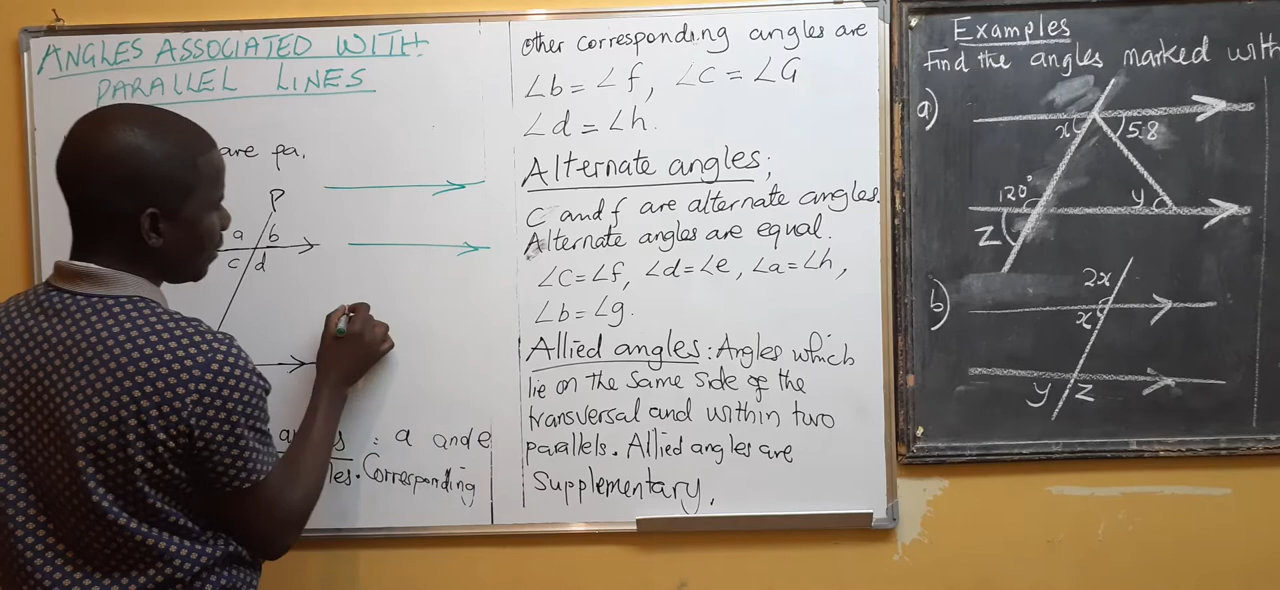 ANGLES ASSOCIATED WITH
PARALLEL LINES
are pa.
P
a b
c d
: a and e
. Corresponding
other corresponding angles are
∠b = ∠f, ∠c = ∠G
∠d = ∠h.
Alternate angles;
C and f are alternate angles.
Alternate angles are equal.
∠c = ∠f, ∠d = ∠e, ∠a = ∠h,
∠b = ∠g.
Allied angles: Angles which
lie on the same side of the
transversal and within two
parallels. Allied angles are
Supplementary.
Examples
Find the angles marked with
a)
x 58
120° y
Z
b)
2x
x
y z